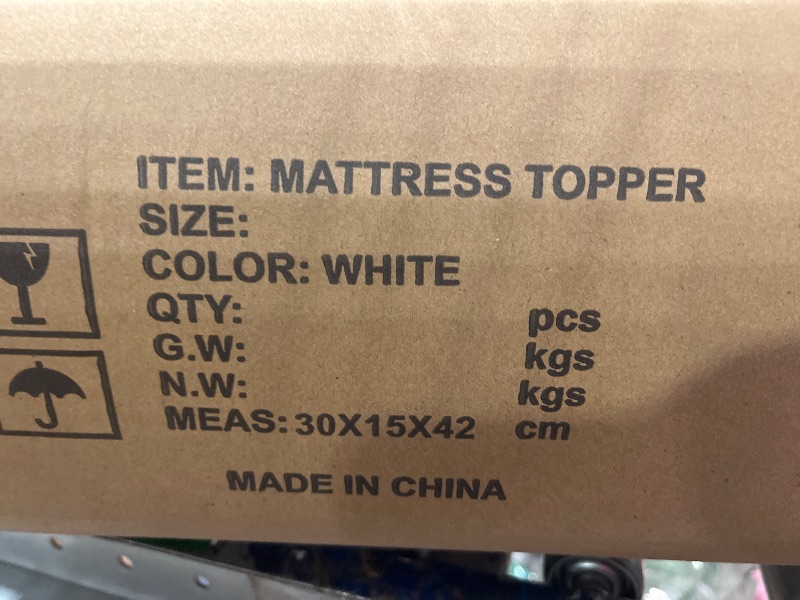 ITEM: MATTRESS TOPPER
SIZE:
COLOR: WHITE
QTY: pcs
G.W: kgs
N.W: kgs
MEAS: 30X15X42 cm
MADE IN CHINA